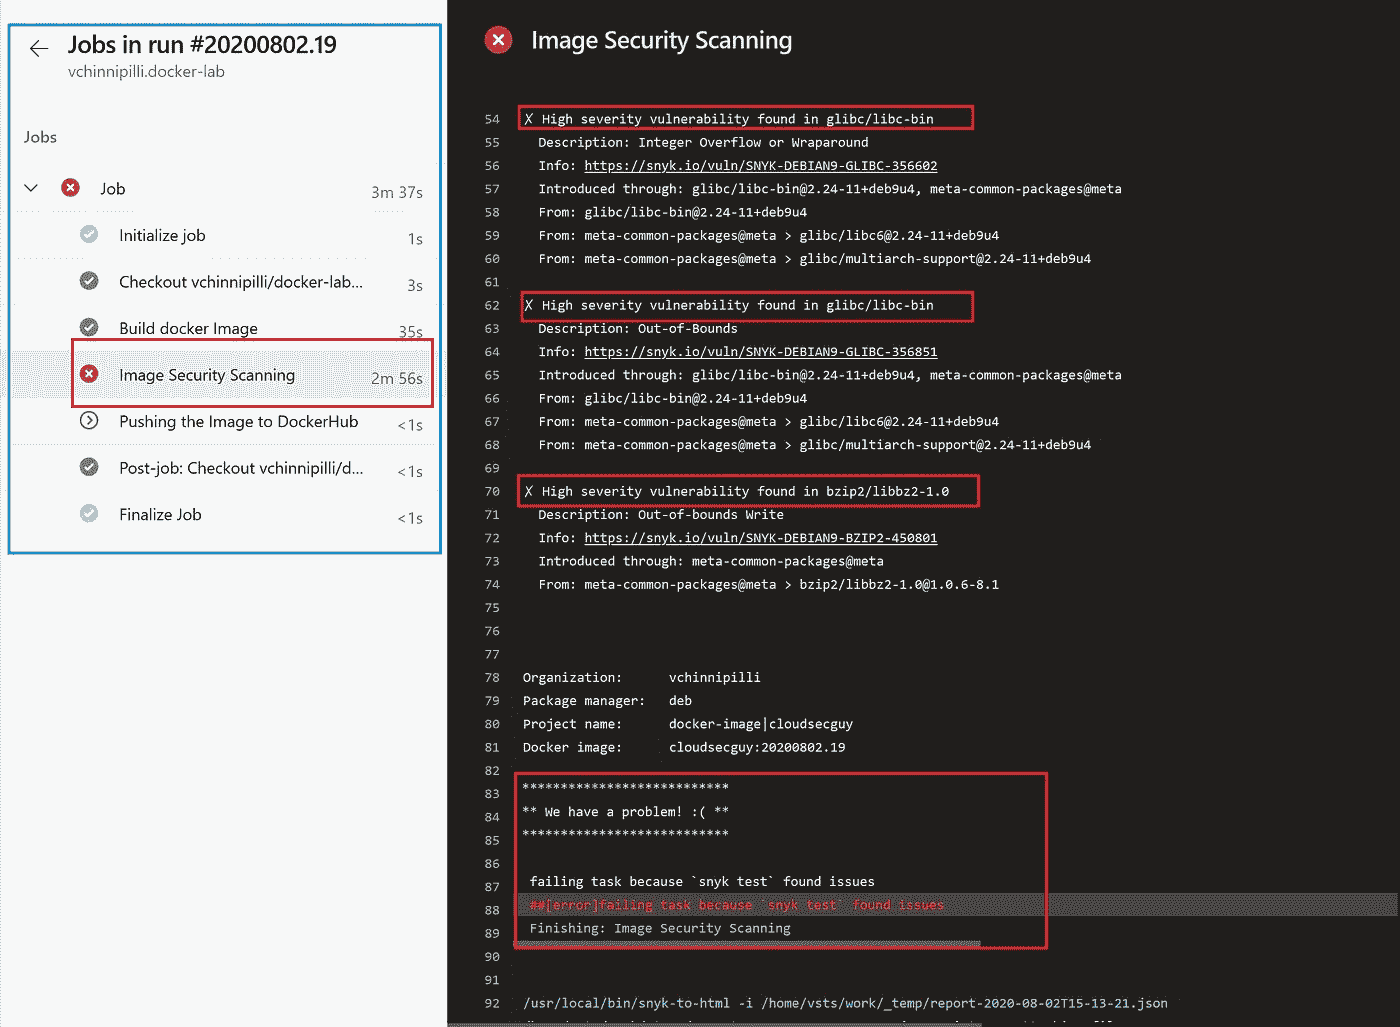 Jobs in run #20200802.19
vchinnipilli.docker-lab
Jobs
Job 3m 37s
Initialize job 1s
Checkout vchinnipilli/docker-lab... 3s
Build docker Image 35s
Image Security Scanning 2m 56s
Pushing the Image to DockerHub <1s
Post-job: Checkout vchinnipilli/d... <1s
Finalize Job <1s
Image Security Scanning
54 X High severity vulnerability found in glibc/libc-bin
55 Description: Integer Overflow or Wraparound
56 Info: https://snyk.io/vuln/SNYK-DEBIAN9-GLIBC-356602
57 Introduced through: glibc/libc-bin@2.24-11+deb9u4, meta-common-packages@meta
58 From: glibc/libc-bin@2.24-11+deb9u4
59 From: meta-common-packages@meta > glibc/libc6@2.24-11+deb9u4
60 From: meta-common-packages@meta > glibc/multiarch-support@2.24-11+deb9u4
61
62 X High severity vulnerability found in glibc/libc-bin
63 Description: Out-of-Bounds
64 Info: https://snyk.io/vuln/SNYK-DEBIAN9-GLIBC-356851
65 Introduced through: glibc/libc-bin@2.24-11+deb9u4, meta-common-packages@meta
66 From: glibc/libc-bin@2.24-11+deb9u4
67 From: meta-common-packages@meta > glibc/libc6@2.24-11+deb9u4
68 From: meta-common-packages@meta > glibc/multiarch-support@2.24-11+deb9u4
69
70 X High severity vulnerability found in bzip2/libbz2-1.0
71 Description: Out-of-bounds Write
72 Info: https://snyk.io/vuln/SNYK-DEBIAN9-BZIP2-450801
73 Introduced through: meta-common-packages@meta
74 From: meta-common-packages@meta > bzip2/libbz2-1.0@1.0.6-8.1
75
76
77
78 Organization: vchinnipilli
79 Package manager: deb
80 Project name: docker-image|cloudsecguy
81 Docker image: cloudsecguy:20200802.19
82
83 ***************************
84 ** We have a problem! :( **
85 ***************************
86
87 failing task because `snyk test` found issues
88 ##[error]failing task because `snyk test` found issues
89 Finishing: Image Security Scanning
90
91
92 /usr/local/bin/snyk-to-html -i /home/vsts/work/_temp/report-2020-08-02T15-13-21.json